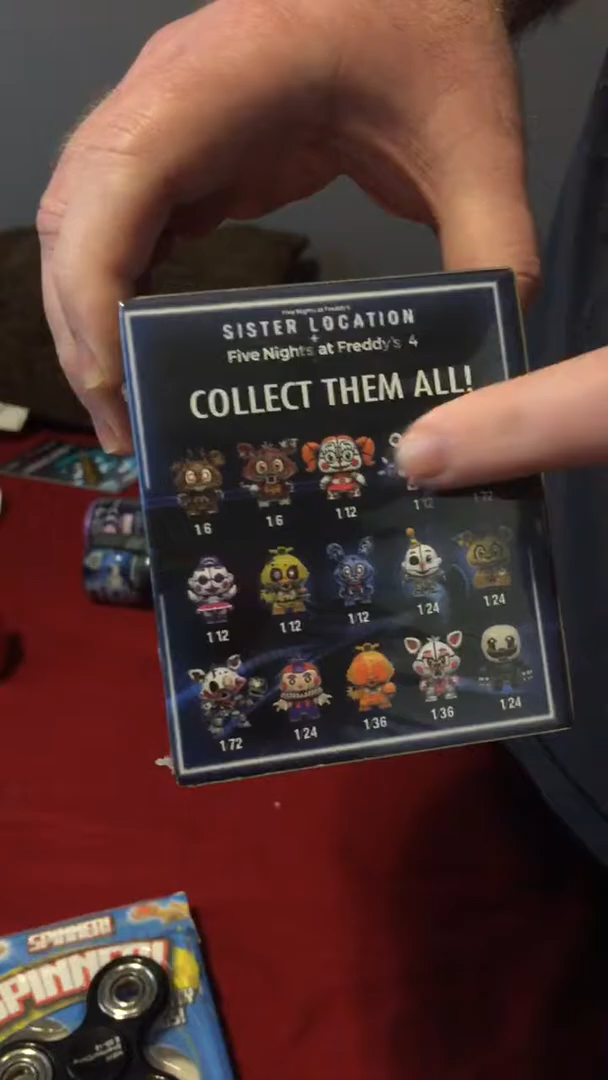 Five Nights at Freddy's
SISTER LOCATION
+
Five Nights at Freddy's 4
COLLECT THEM ALL!
1/6 1/6 1/12 1/12
1/12 1/12 1/12 1/24 1/24
1/72 1/24 1/36 1/36 1/24
SPINNER!
SPINNER!